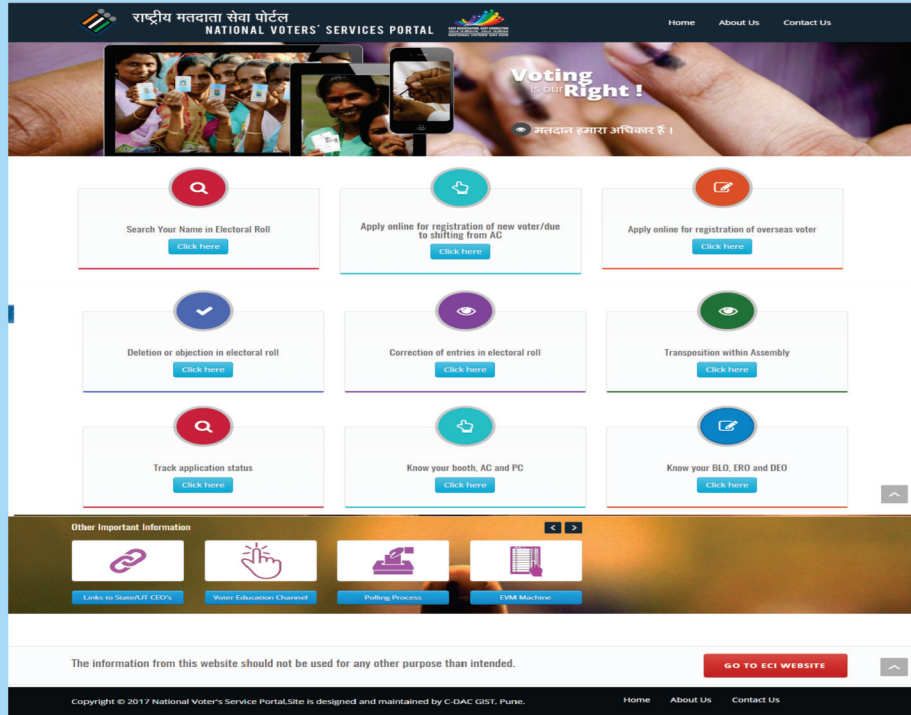 राष्ट्रीय मतदाता सेवा पोर्टल
NATIONAL VOTERS' SERVICES PORTAL
Home About Us Contact Us
Voting
is our Right !
मतदान हमारा अधिकार हैं ।
Search Your Name in Electoral Roll
Click here
Apply online for registration of new voter/due
to shifting from AC
Click here
Apply online for registration of overseas voter
Click here
Deletion or objection in electoral roll
Click here
Correction of entries in electoral roll
Click here
Transposition within Assembly
Click here
Track application status
Click here
Know your booth, AC and PC
Click here
Know your BLO, ERO and DEO
Click here
Other Important Information
Links to State/UT CEO's
Voter Education Channel
Polling Process
EVM Machine
The information from this website should not be used for any other purpose than intended.
GO TO ECI WEBSITE
Copyright © 2017 National Voter's Service Portal,Site is designed and maintained by C-DAC GIST, Pune.
Home About Us Contact Us